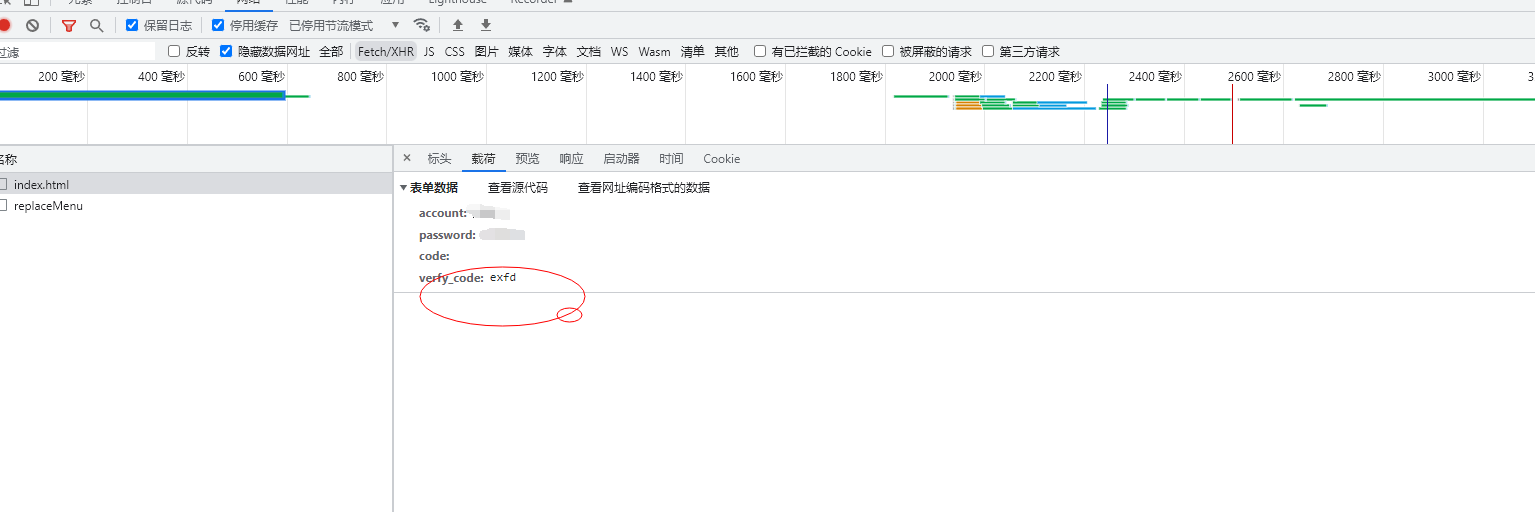 Lighthouse
保留日志 停用缓存 已停用节流模式
过滤 反转 隐藏数据网址 全部 Fetch/XHR JS CSS 图片 媒体 字体 文档 WS Wasm 清单 其他 有已拦截的 Cookie 被屏蔽的请求 第三方请求
200 毫秒 400 毫秒 600 毫秒 800 毫秒 1000 毫秒 1200 毫秒 1400 毫秒 1600 毫秒 1800 毫秒 2000 毫秒 2200 毫秒 2400 毫秒 2600 毫秒 2800 毫秒 3000 毫秒
名称 × 标头 载荷 预览 响应 启动器 时间 Cookie
index.html 表单数据 查看源代码 查看网址编码格式的数据
replaceMenu
account:
password:
code:
verfy_code: exfd